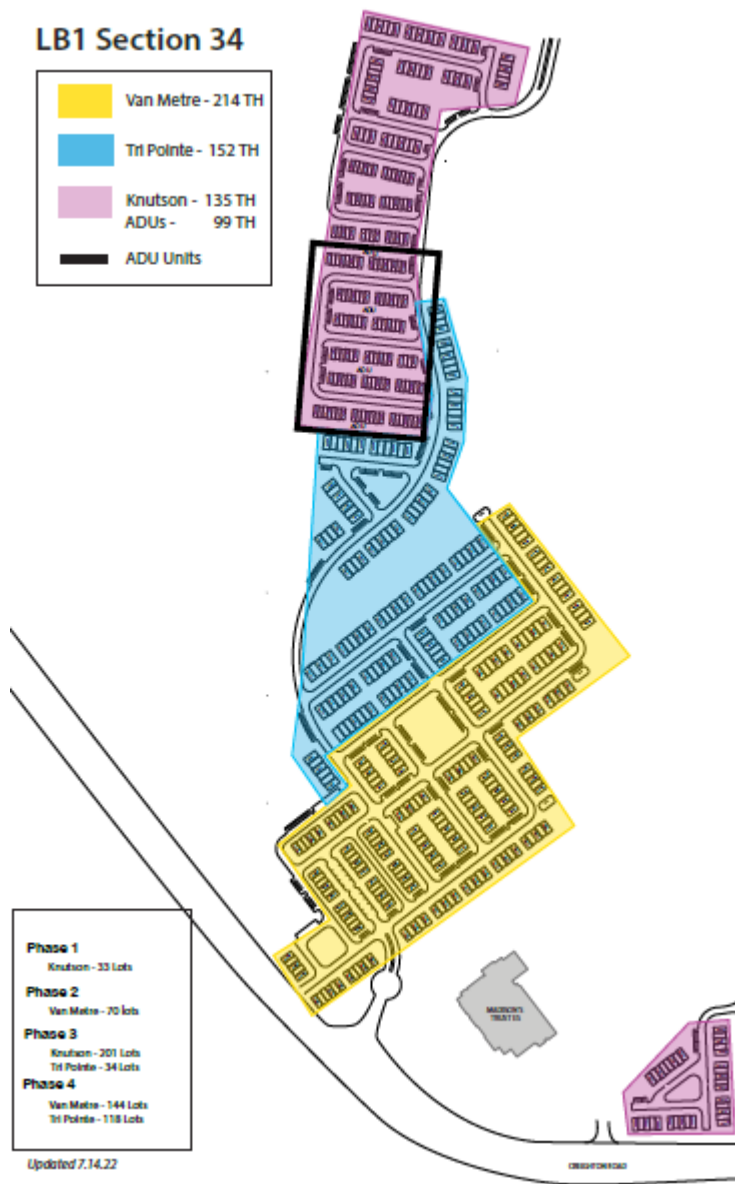 LB1 Section 34
Van Metre - 214 TH
Tri Pointe - 152 TH
Knutson - 135 TH
ADUs - 99 TH
ADU Units
ADU
ADU
ADU
Phase 1
Knutson - 33 Lots
Phase 2
Van Metre - 70 lots
Phase 3
Knutson - 201 Lots
Tri Pointe - 34 Lots
Phase 4
Van Metre - 144 Lots
Tri Pointe - 118 Lots
CREIGHTON ROAD
Updated 7.14.22